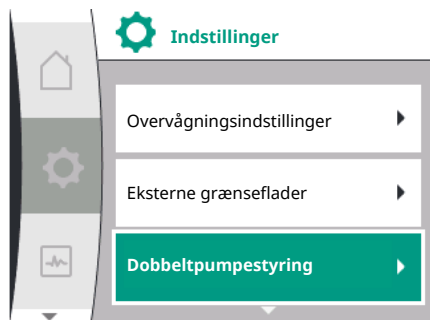 Indstillinger
Overvågningsindstillinger
Eksterne grænseflader
Dobbeltpumpestyring